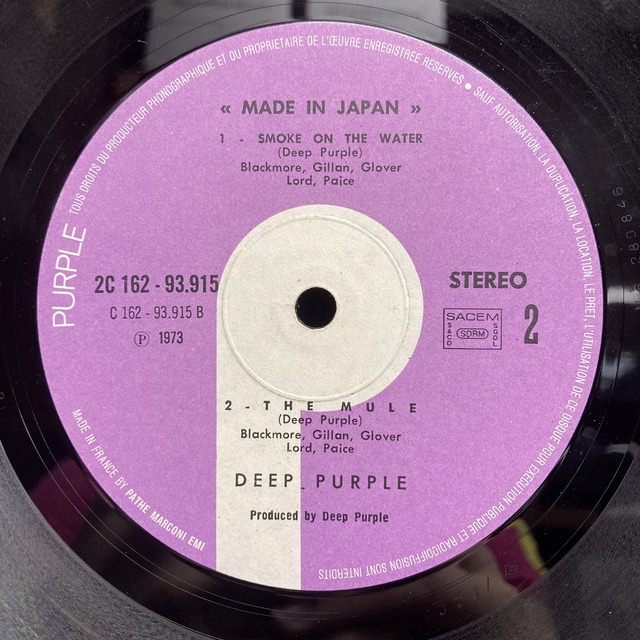 TOUS DROITS DU PRODUCTEUR PHONOGRAPHIQUE ET DU PROPRIETAIRE DE L'ŒUVRE ENREGISTREE RESERVES ● SAUF AUTORISATION, LA DUPLICATION, LA LOCATION, LE PRET, L'UTILISATION DE CE DISQUE POUR EXECUTION PUBLIQUE ET RADIODIFFUSION SONT INTERDITS
« MADE IN JAPAN »
1 - SMOKE ON THE WATER
(Deep Purple)
Blackmore, Gillan, Glover
Lord, Paice
PURPLE
2C 162 - 93.915
C 162 - 93.915 B
Ⓟ 1973
STEREO
SACEM
SACD
SDRM
SGDL
2
2 - THE MULE
(Deep Purple)
Blackmore, Gillan, Glover
Lord, Paice
DEEP PURPLE
Produced by Deep Purple
MADE IN FRANCE BY PATHE MARCONI EMI